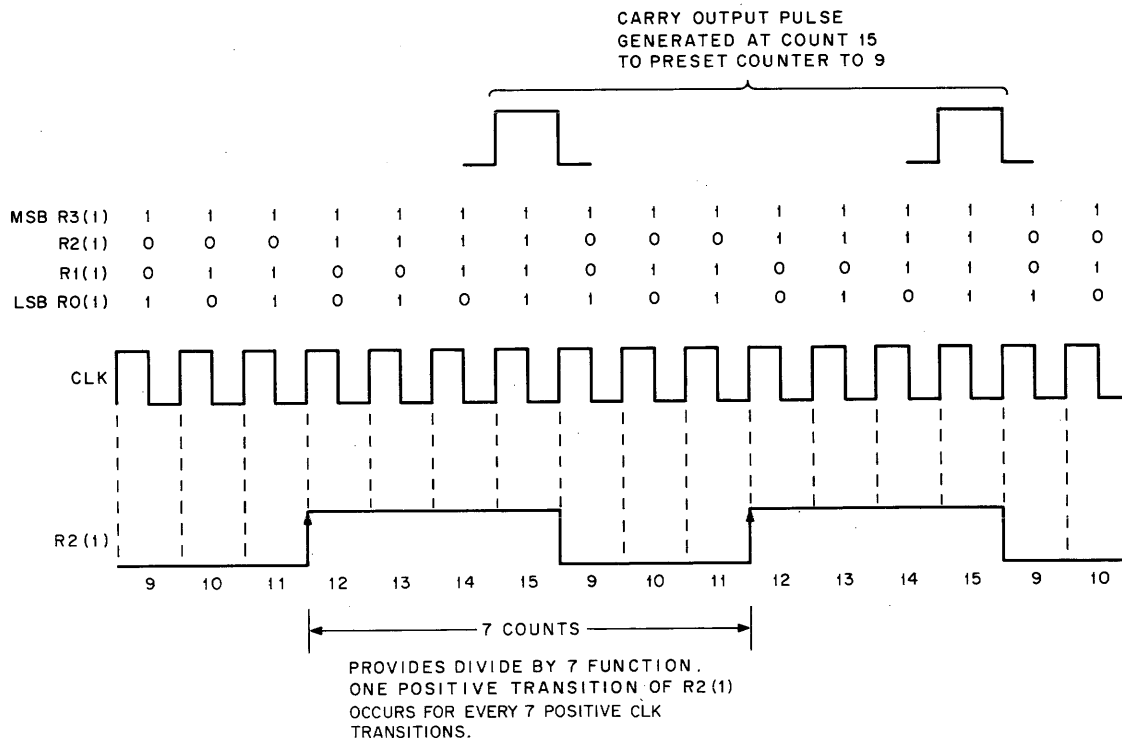 CARRY OUTPUT PULSE
GENERATED AT COUNT 15
TO PRESET COUNTER TO 9
MSB R3(1) 1 1 1 1 1 1 1 1 1 1 1 1 1 1 1 1
R2(1) 0 0 0 1 1 1 1 0 0 0 1 1 1 1 0 0
R1(1) 0 1 1 0 0 1 1 0 1 1 0 0 1 1 0 1
LSB R0(1) 1 0 1 0 1 0 1 1 0 1 0 1 0 1 1 0
CLK
R2(1)
9 10 11 12 13 14 15 9 10 11 12 13 14 15 9 10
7 COUNTS
PROVIDES DIVIDE BY 7 FUNCTION.
ONE POSITIVE TRANSITION OF R2(1)
OCCURS FOR EVERY 7 POSITIVE CLK
TRANSITIONS.